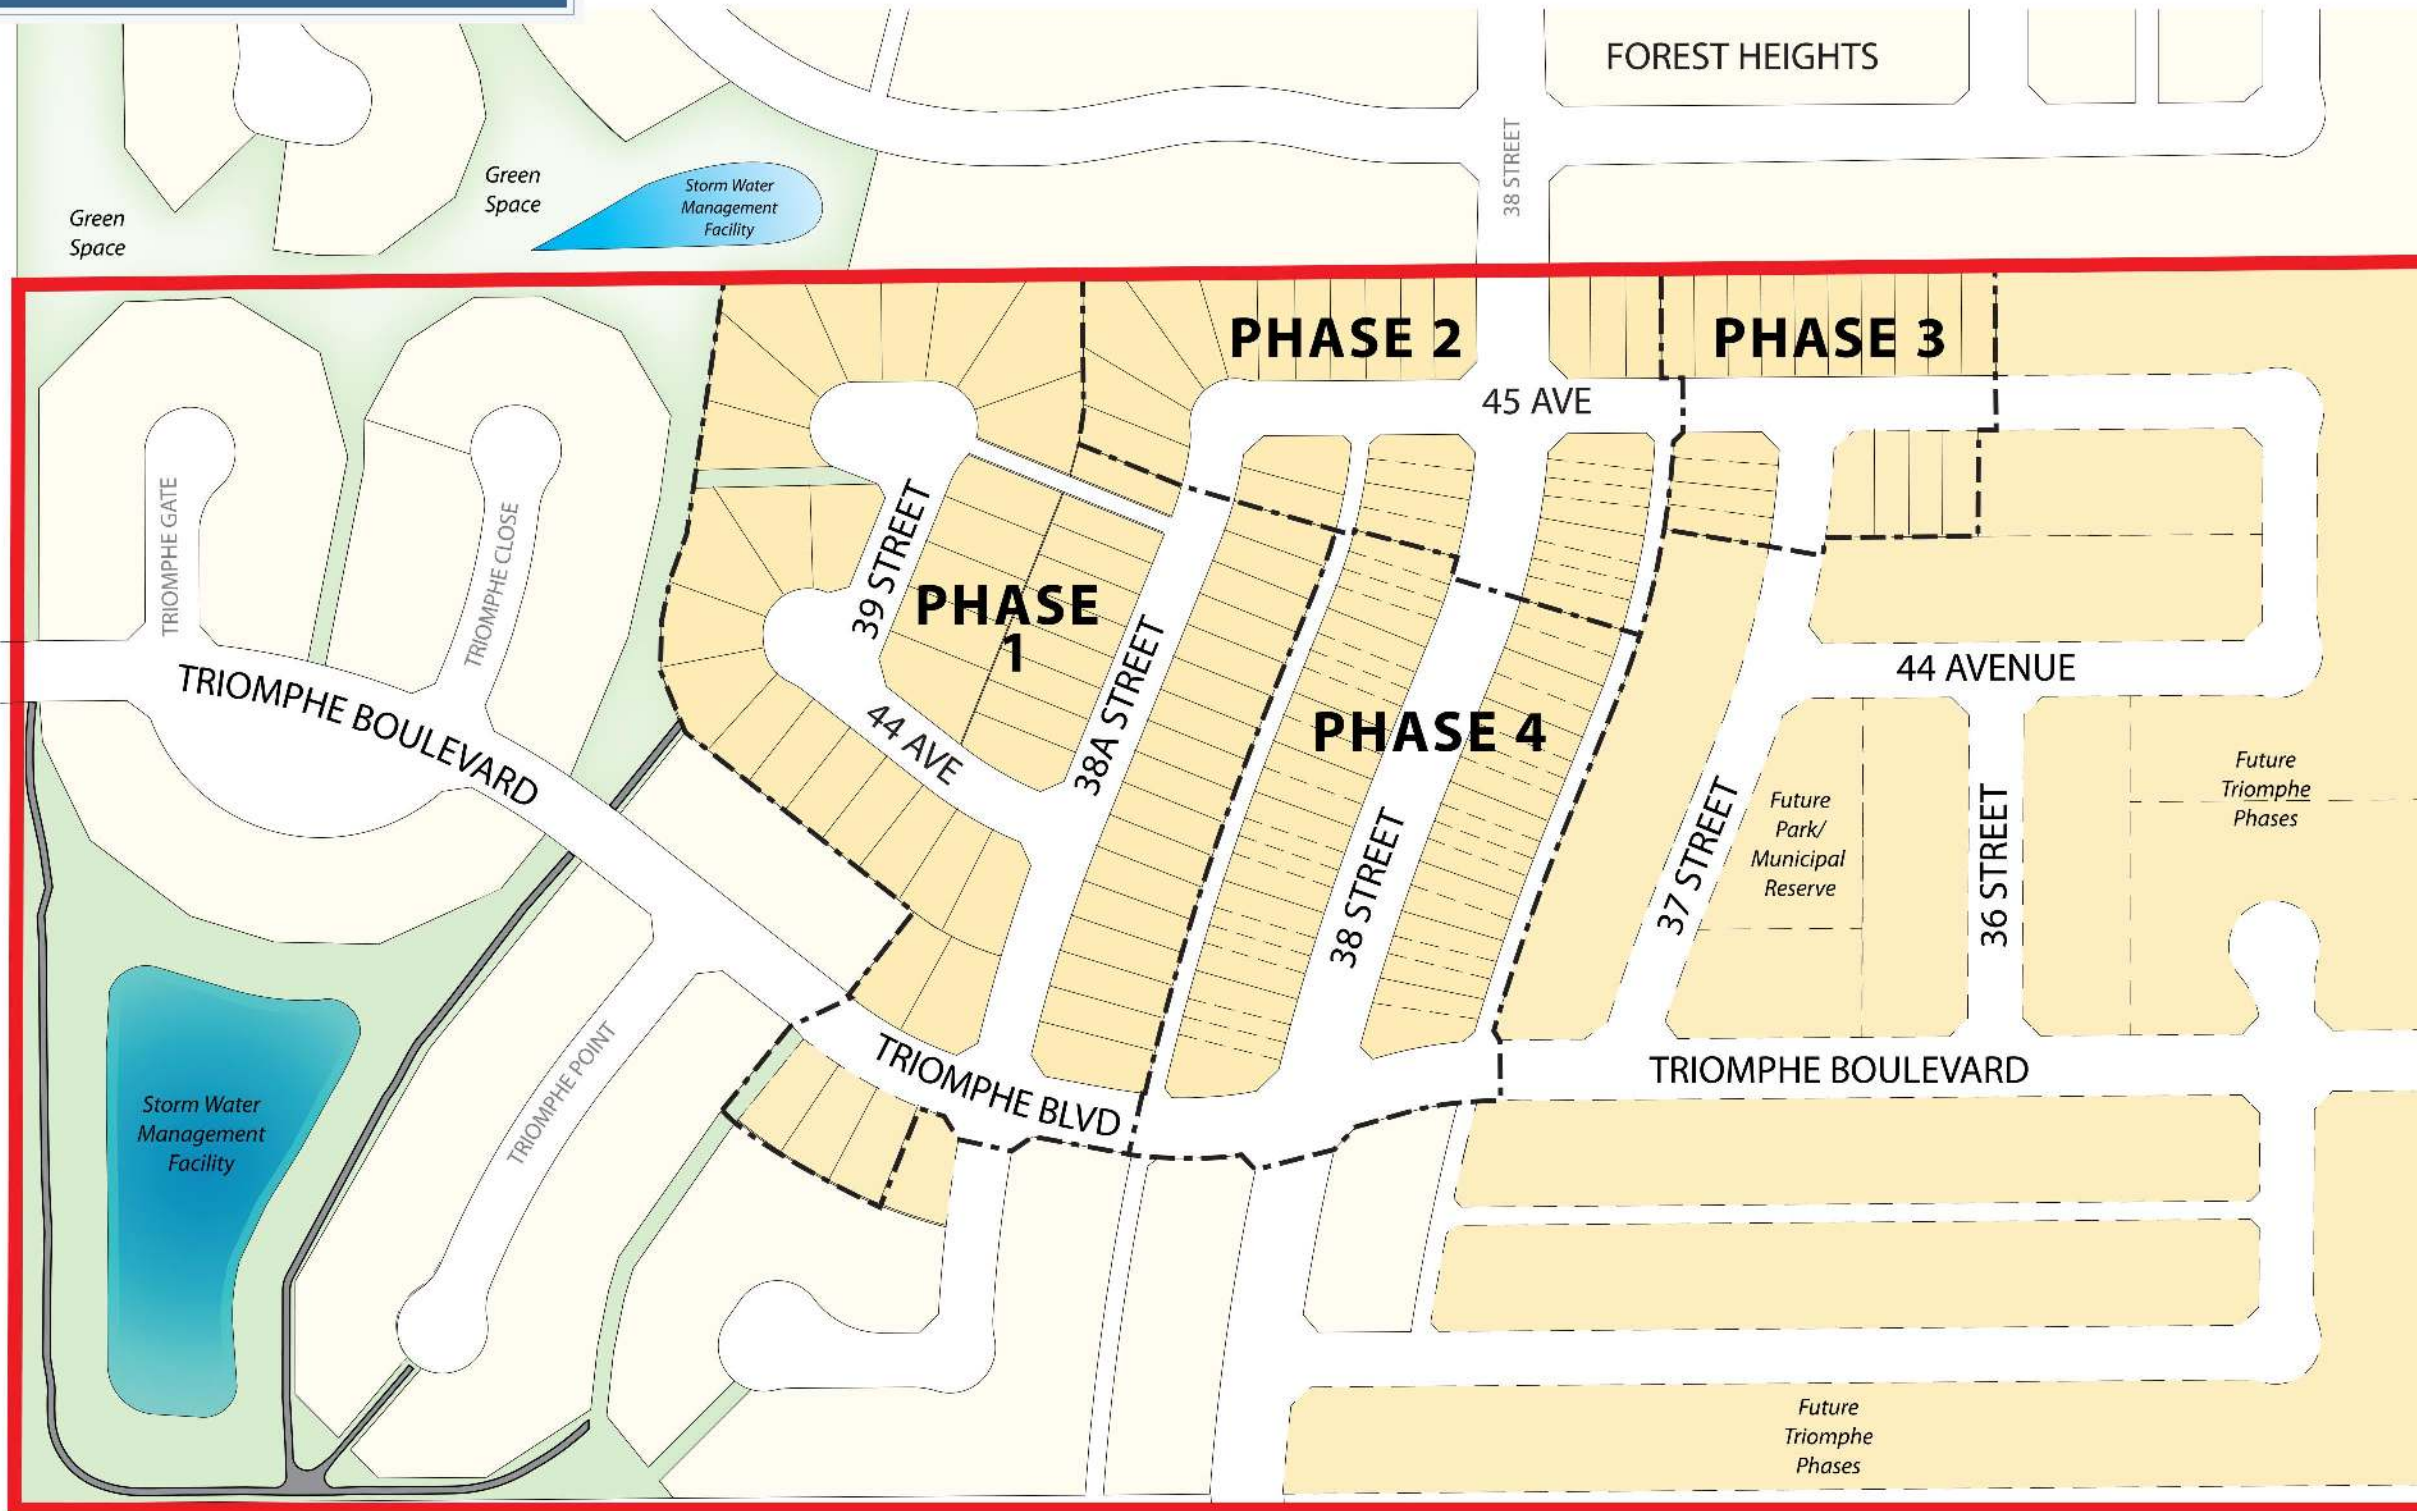 FOREST HEIGHTS
38 STREET
Green
Space
Storm Water
Management
Facility
Green
Space
PHASE 2
PHASE 3
45 AVE
TRIOMPHE GATE
TRIOMPHE CLOSE
39 STREET
PHASE
1
38A STREET
44 AVE
TRIOMPHE BOULEVARD
PHASE 4
38 STREET
44 AVENUE
37 STREET
Future
Park/
Municipal
Reserve
36 STREET
Future
Triomphe
Phases
TRIOMPHE POINT
TRIOMPHE BLVD
TRIOMPHE BOULEVARD
Storm Water
Management
Facility
Future
Triomphe
Phases